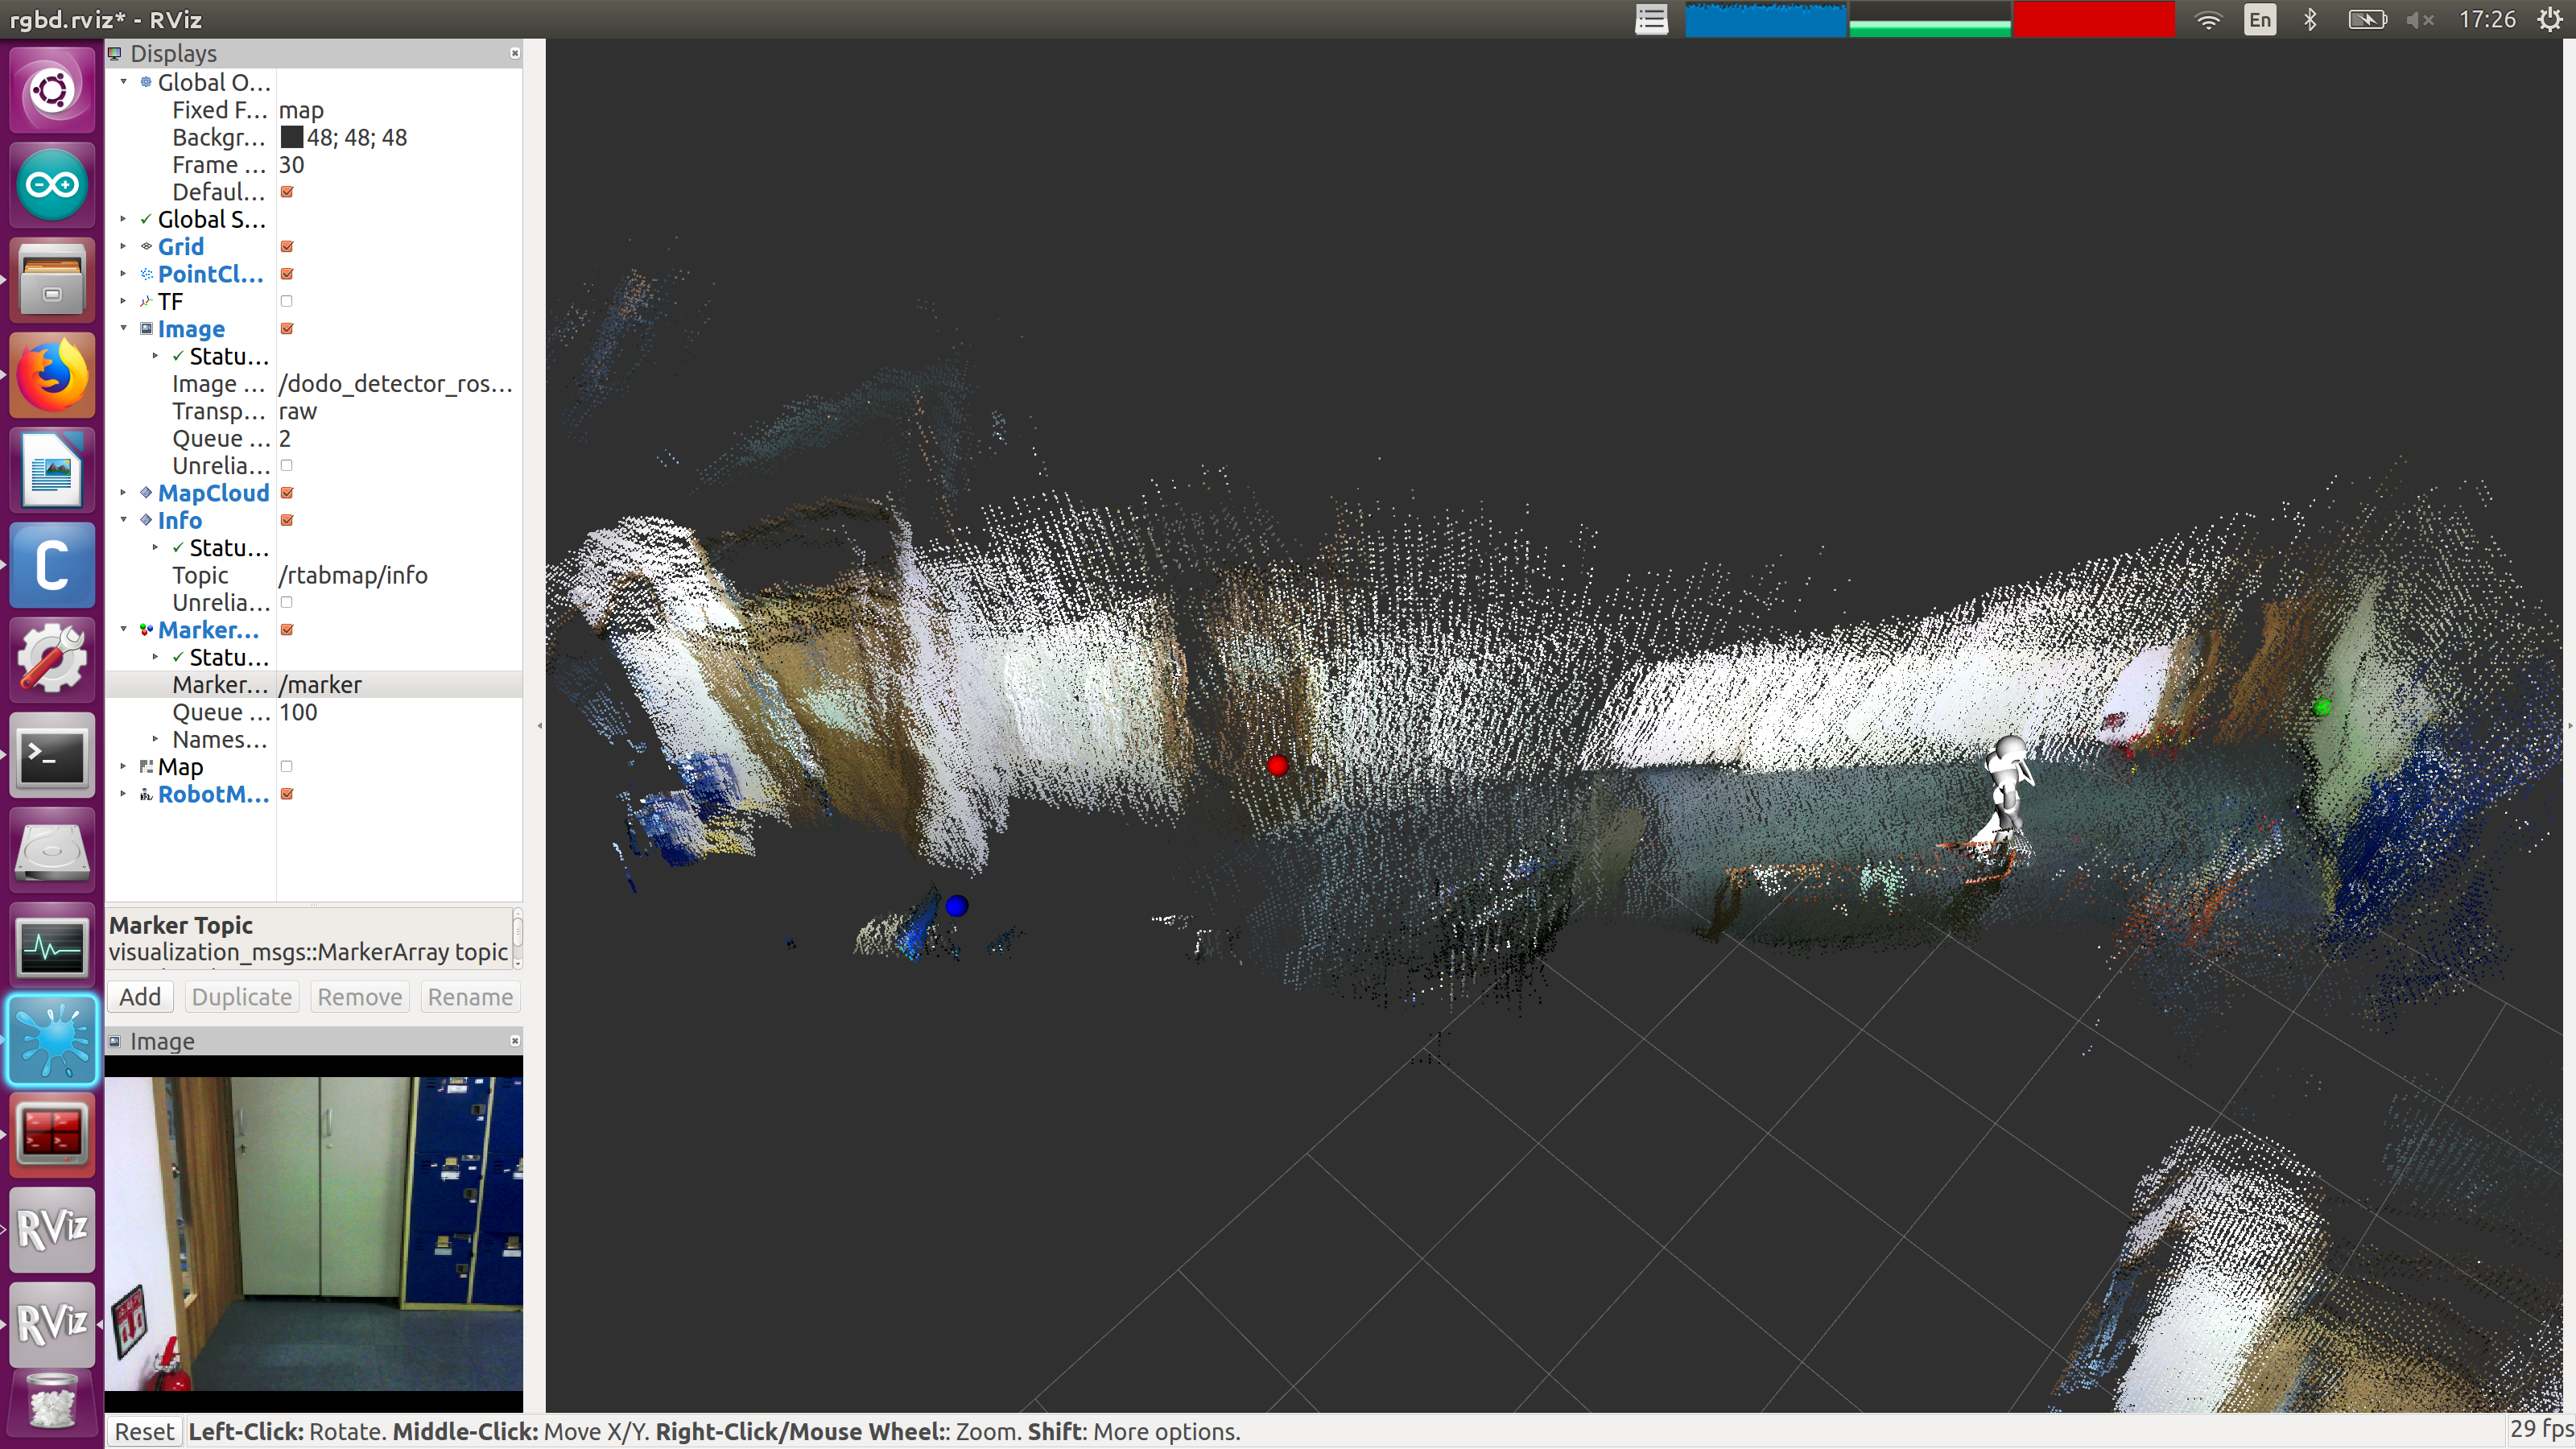 rgbd.rviz* - RViz
En
17:26
Displays
Global O...
Fixed F... map
Backgr... 48; 48; 48
Frame ... 30
Defaul...
Global S...
Grid
PointCl...
TF
Image
Statu...
Image ... /dodo_detector_ros...
Transp... raw
Queue ... 2
Unrelia...
MapCloud
Info
Statu...
Topic /rtabmap/info
Unrelia...
Marker...
Statu...
Marker... /marker
Queue ... 100
Names...
Map
RobotM...
Marker Topic
visualization_msgs::MarkerArray topic
Add Duplicate Remove Rename
Image
C
RViz
RViz
Reset Left-Click: Rotate. Middle-Click: Move X/Y. Right-Click/Mouse Wheel:: Zoom. Shift: More options.
29 fps